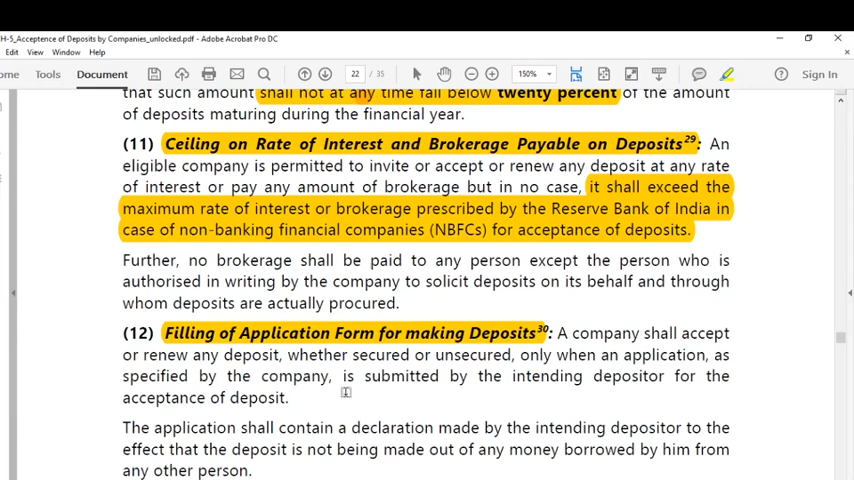 H-5_Acceptence of Deposits by Companies_unlocked.pdf - Adobe Acrobat Pro DC
Edit View Window Help
ome Tools Document 22 / 35 150% Sign In
that such amount shall not at any time fall below twenty percent of the amount
of deposits maturing during the financial year.
(11) Ceiling on Rate of Interest and Brokerage Payable on Deposits29: An
eligible company is permitted to invite or accept or renew any deposit at any rate
of interest or pay any amount of brokerage but in no case, it shall exceed the
maximum rate of interest or brokerage prescribed by the Reserve Bank of India in
case of non-banking financial companies (NBFCs) for acceptance of deposits.
Further, no brokerage shall be paid to any person except the person who is
authorised in writing by the company to solicit deposits on its behalf and through
whom deposits are actually procured.
(12) Filling of Application Form for making Deposits30: A company shall accept
or renew any deposit, whether secured or unsecured, only when an application, as
specified by the company, is submitted by the intending depositor for the
acceptance of deposit.
The application shall contain a declaration made by the intending depositor to the
effect that the deposit is not being made out of any money borrowed by him from
any other person.